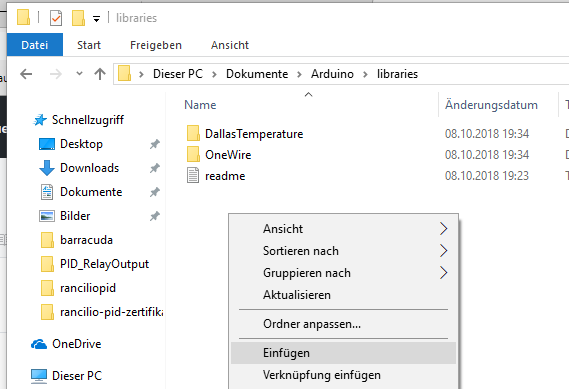 libraries
Datei Start Freigeben Ansicht
Dieser PC Dokumente Arduino libraries
Name Änderungsdatum
Schnellzugriff
Desktop
Downloads
Dokumente
Bilder
barracuda
PID_RelayOutput
ranciliopid
rancilio-pid-zertifika
OneDrive
Dieser PC
DallasTemperature 08.10.2018 19:34
OneWire 08.10.2018 19:34
readme 08.10.2018 19:23
Ansicht
Sortieren nach
Gruppieren nach
Aktualisieren
Ordner anpassen...
Einfügen
Verknüpfung einfügen